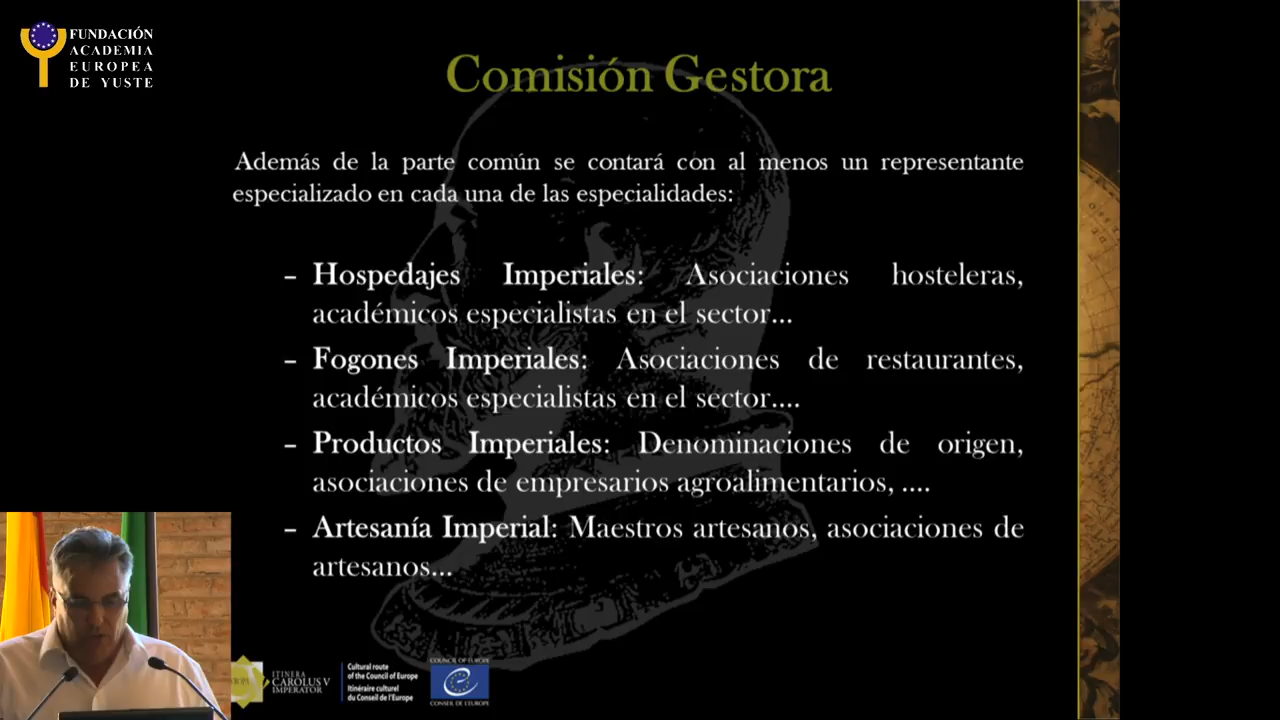 FUNDACIÓN
ACADEMIA
EUROPEA
DE YUSTE
Comisión Gestora
Además de la parte común se contará con al menos un representante
especializado en cada una de las especialidades:
– Hospedajes Imperiales: Asociaciones hosteleras,
académicos especialistas en el sector...
– Fogones Imperiales: Asociaciones de restaurantes,
académicos especialistas en el sector....
– Productos Imperiales: Denominaciones de origen,
asociaciones de empresarios agroalimentarios, ....
– Artesanía Imperial: Maestros artesanos, asociaciones de
artesanos...
ITINERA
CAROLUS V
IMPERATOR
Cultural route
of the Council of Europe
Itinéraire culturel
du Conseil de l'Europe
COUNCIL OF EUROPE
CONSEIL DE L'EUROPE